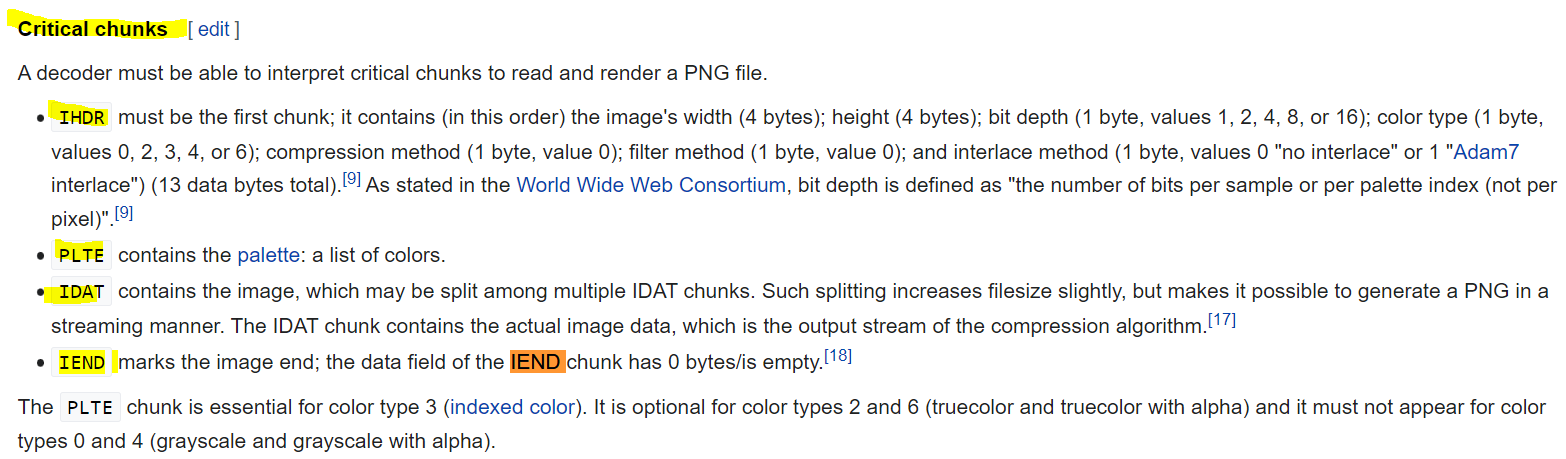 Critical chunks [ edit ]
A decoder must be able to interpret critical chunks to read and render a PNG file.
• IHDR must be the first chunk; it contains (in this order) the image's width (4 bytes); height (4 bytes); bit depth (1 byte, values 1, 2, 4, 8, or 16); color type (1 byte,
values 0, 2, 3, 4, or 6); compression method (1 byte, value 0); filter method (1 byte, value 0); and interlace method (1 byte, values 0 "no interlace" or 1 "Adam7
interlace") (13 data bytes total).[9] As stated in the World Wide Web Consortium, bit depth is defined as "the number of bits per sample or per palette index (not per
pixel)".[9]
• PLTE contains the palette: a list of colors.
• IDAT contains the image, which may be split among multiple IDAT chunks. Such splitting increases filesize slightly, but makes it possible to generate a PNG in a
streaming manner. The IDAT chunk contains the actual image data, which is the output stream of the compression algorithm.[17]
• IEND marks the image end; the data field of the IEND chunk has 0 bytes/is empty.[18]
The PLTE chunk is essential for color type 3 (indexed color). It is optional for color types 2 and 6 (truecolor and truecolor with alpha) and it must not appear for color
types 0 and 4 (grayscale and grayscale with alpha).